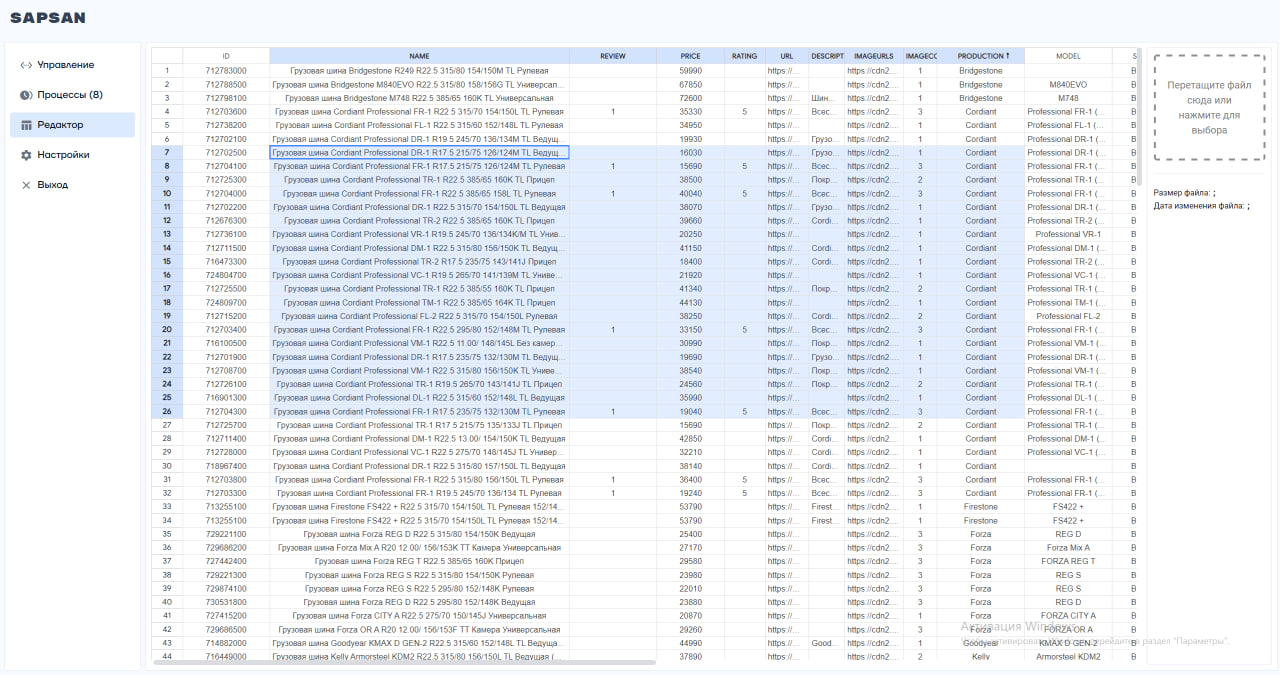 SAPSAN
Управление
Процессы (8)
Редактор
Настройки
Выход
ID NAME REVIEW PRICE RATING URL DESCRIPT IMAGEURLS IMAGECC PRODUCTION ↑ MODEL S
1 712783000 Грузовая шина Bridgestone R249 R22.5 315/80 154/150M TL Рулевая 59990 https://... https://cdn2.... 1 Bridgestone B
2 712788500 Грузовая шина Bridgestone M840EVO R22.5 315/80 158/156G TL Универсал... 67850 https://... https://cdn2.... 1 Bridgestone M840EVO B
3 712798100 Грузовая шина Bridgestone M748 R22.5 385/65 160K TL Универсальная 72600 https://... Шин... https://cdn2.... 1 Bridgestone M748 B
4 712703600 Грузовая шина Cordiant Professional FR-1 R22.5 315/70 154/150L TL Рулевая 1 35330 5 https://... Всес... https://cdn2.... 3 Cordiant Professional FR-1 (... B
5 712738200 Грузовая шина Cordiant Professional FL-1 R22.5 315/60 152/148L TL Рулевая 34950 https://... https://cdn2.... 1 Cordiant Professional FL-1 (... B
6 712702100 Грузовая шина Cordiant Professional DR-1 R19.5 245/70 136/134M TL Ведущ... 19930 https://... Грузо... https://cdn2.... 1 Cordiant Professional DR-1 (... B
7 712702500 Грузовая шина Cordiant Professional DR-1 R17.5 215/75 126/124M TL Ведущ... 16030 https://... Грузо... https://cdn2.... 1 Cordiant Professional DR-1 (... B
8 712704100 Грузовая шина Cordiant Professional FR-1 R17.5 215/75 126/124M TL Рулевая 1 15690 5 https://... Всес... https://cdn2.... 3 Cordiant Professional FR-1 (... B
9 712725300 Грузовая шина Cordiant Professional TR-1 R22.5 385/65 160K TL Прицеп 38500 https://... Покр... https://cdn2.... 2 Cordiant Professional TR-1 (... B
10 712704000 Грузовая шина Cordiant Professional FR-1 R22.5 385/65 158L TL Рулевая 1 40040 5 https://... Всес... https://cdn2.... 3 Cordiant Professional FR-1 (... B
11 712702200 Грузовая шина Cordiant Professional DR-1 R22.5 315/70 154/150L TL Ведущая 38070 https://... Грузо... https://cdn2.... 1 Cordiant Professional DR-1 (... B
12 712676300 Грузовая шина Cordiant Professional TR-2 R22.5 385/65 160K TL Прицеп 39660 https://... Cordi... https://cdn2.... 1 Cordiant Professional TR-2 (... B
13 712736100 Грузовая шина Cordiant Professional VR-1 R19.5 245/70 136/134K/M TL Унив... 20250 https://... https://cdn2.... 1 Cordiant Professional VR-1 B
14 712711500 Грузовая шина Cordiant Professional DM-1 R22.5 315/80 156/150K TL Ведущ... 41150 https://... Cordi... https://cdn2.... 1 Cordiant Professional DM-1 (... B
15 716473300 Грузовая шина Cordiant Professional TR-2 R17.5 235/75 143/141J Прицеп 18400 https://... Cordi... https://cdn2.... 1 Cordiant Professional TR-2 (... B
16 724804700 Грузовая шина Cordiant Professional VC-1 R19.5 265/70 141/139M TL Униве... 21920 https://... https://cdn2.... 1 Cordiant Professional VC-1 (... B
17 712725500 Грузовая шина Cordiant Professional TR-1 R22.5 385/55 160K TL Прицеп 41340 https://... Покр... https://cdn2.... 2 Cordiant Professional TR-1 (... B
18 724809700 Грузовая шина Cordiant Professional TM-1 R22.5 385/65 164K TL Прицеп 44130 https://... https://cdn2.... 1 Cordiant Professional TM-1 (... B
19 712715200 Грузовая шина Cordiant Professional FL-2 R22.5 315/70 154/150L Рулевая 38250 https://... Cordi... https://cdn2.... 2 Cordiant Professional FL-2 B
20 712703400 Грузовая шина Cordiant Professional FR-1 R22.5 295/80 152/148M TL Рулевая 1 33150 5 https://... Всес... https://cdn2.... 3 Cordiant Professional FR-1 (... B
21 716100500 Грузовая шина Cordiant Professional VM-1 R22.5 11.00/ 148/145L Без камер... 30990 https://... Покр... https://cdn2.... 1 Cordiant Professional VM-1 (... B
22 712701900 Грузовая шина Cordiant Professional DR-1 R17.5 235/75 132/130M TL Ведущ... 19690 https://... Грузо... https://cdn2.... 1 Cordiant Professional DR-1 (... B
23 712708700 Грузовая шина Cordiant Professional VM-1 R22.5 315/80 156/150K TL Униве... 38540 https://... Покр... https://cdn2.... 1 Cordiant Professional VM-1 (... B
24 712726100 Грузовая шина Cordiant Professional TR-1 R19.5 265/70 143/141J TL Прицеп 24560 https://... Покр... https://cdn2.... 2 Cordiant Professional TR-1 (... B
25 716901300 Грузовая шина Cordiant Professional DL-1 R22.5 315/60 152/148L TL Ведущая 35990 https://... https://cdn2.... 1 Cordiant Professional DL-1 (... B
26 712704300 Грузовая шина Cordiant Professional FR-1 R17.5 235/75 132/130M TL Рулевая 1 19040 5 https://... Всес... https://cdn2.... 3 Cordiant Professional FR-1 (... B
27 712725700 Грузовая шина Cordiant Professional TR-1 R17.5 215/75 135/133J TL Прицеп 15690 https://... Покр... https://cdn2.... 2 Cordiant Professional TR-1 (... B
28 712711400 Грузовая шина Cordiant Professional DM-1 R22.5 13.00/ 154/150K TL Ведущая 42850 https://... Cordi... https://cdn2.... 1 Cordiant Professional DM-1 (... B
29 712728000 Грузовая шина Cordiant Professional VC-1 R22.5 275/70 148/145J TL Универ... 32210 https://... Cordi... https://cdn2.... 1 Cordiant Professional VC-1 (... B
30 718967400 Грузовая шина Cordiant Professional DR-1 R22.5 315/80 157/150L TL Ведущая 38140 https://... Cordi... https://cdn2.... 1 Cordiant B
31 712703800 Грузовая шина Cordiant Professional FR-1 R22.5 315/80 156/150L TL Рулевая 1 36400 5 https://... Всес... https://cdn2.... 3 Cordiant Professional FR-1 (... B
32 712703300 Грузовая шина Cordiant Professional FR-1 R19.5 245/70 136/134 TL Рулевая 1 19240 5 https://... Всес... https://cdn2.... 3 Cordiant Professional FR-1 (... B
33 713255100 Грузовая шина Firestone FS422 + R22.5 315/70 154/150L TL Рулевая 152/14... 53790 https://... Firest... https://cdn2.... 1 Firestone FS422 + B
34 713255100 Грузовая шина Firestone FS422 + R22.5 315/70 154/150L TL Рулевая 152/14... 53790 https://... Firest... https://cdn2.... 1 Firestone FS422 + B
35 729221100 Грузовая шина Forza REG D R22.5 315/80 154/150K Ведущая 25400 https://... https://cdn2.... 3 Forza REG D B
36 729686200 Грузовая шина Forza Mix A R20 12.00/ 156/153K TT Камера Универсальная 27170 https://... https://cdn2.... 3 Forza Forza Mix A B
37 727442400 Грузовая шина Forza REG T R22.5 385/65 160K Прицеп 29580 https://... https://cdn2.... 3 Forza FORZA REG T B
38 729221300 Грузовая шина Forza REG S R22.5 315/80 154/150K Рулевая 23980 https://... https://cdn2.... 3 Forza REG S B
39 729874100 Грузовая шина Forza REG S R22.5 295/80 152/148K Рулевая 22010 https://... https://cdn2.... 3 Forza REG S B
40 730531800 Грузовая шина Forza REG D R22.5 295/80 152/148K Ведущая 23880 https://... https://cdn2.... 3 Forza REG D B
41 727415200 Грузовая шина Forza CITY A R22.5 275/70 150/145J Универсальная 20870 https://... https://cdn2.... 1 Forza FORZA CITY A B
42 729686500 Грузовая шина Forza OR A R20 12.00/ 156/153F TT Камера Универсальная 29260 https://... https://cdn2.... 3 Forza FORZA OR A B
43 714882000 Грузовая шина Goodyear KMAX D GEN-2 R22.5 315/60 152/148L TL Ведуща... 44990 https://... Good... https://cdn2.... 1 Goodyear KMAX D GEN-2 B
44 716449000 Грузовая шина Kelly Armorsteel KDM2 R22.5 315/80 156/150L TL Ведущая (... 37890 https://... https://cdn2.... 2 Kelly Armorsteel KDM2 B
Перетащите файл
сюда или
нажмите для
выбора
Размер файла: ;
Дата изменения файла: ;
Активация Windows
перейдите в раздел "Параметры".